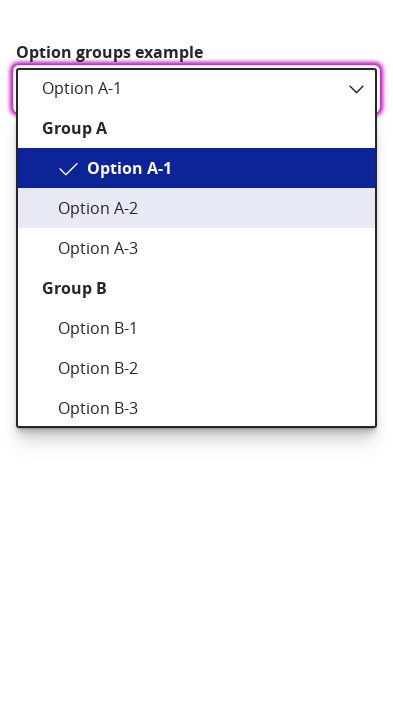 Option groups example
Option A-1
Group A
Option A-1
Option A-2
Option A-3
Group B
Option B-1
Option B-2
Option B-3